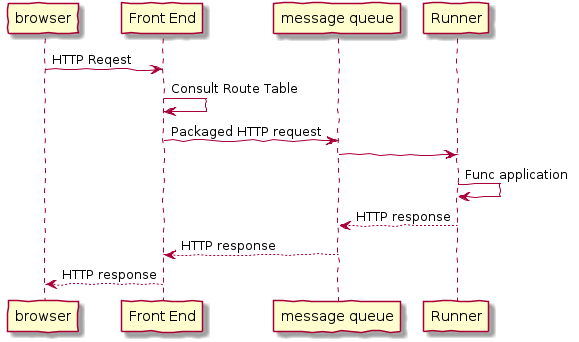 browser
Front End
message queue
Runner
HTTP Reqest
Consult Route Table
Packaged HTTP request
Func application
HTTP response
HTTP response
HTTP response
browser
Front End
message queue
Runner